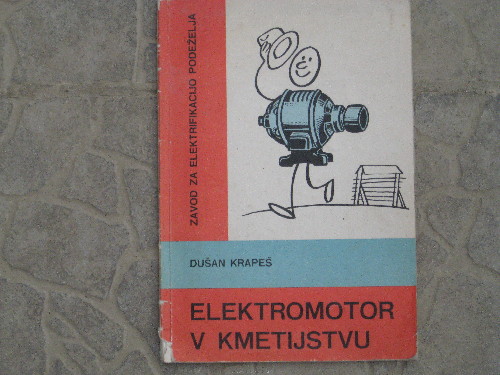 ZAVOD ZA ELEKTRIFIKACIJO PODEŽELJA
DUŠAN KRAPEŠ
ELEKTROMOTOR
V KMETIJSTVU